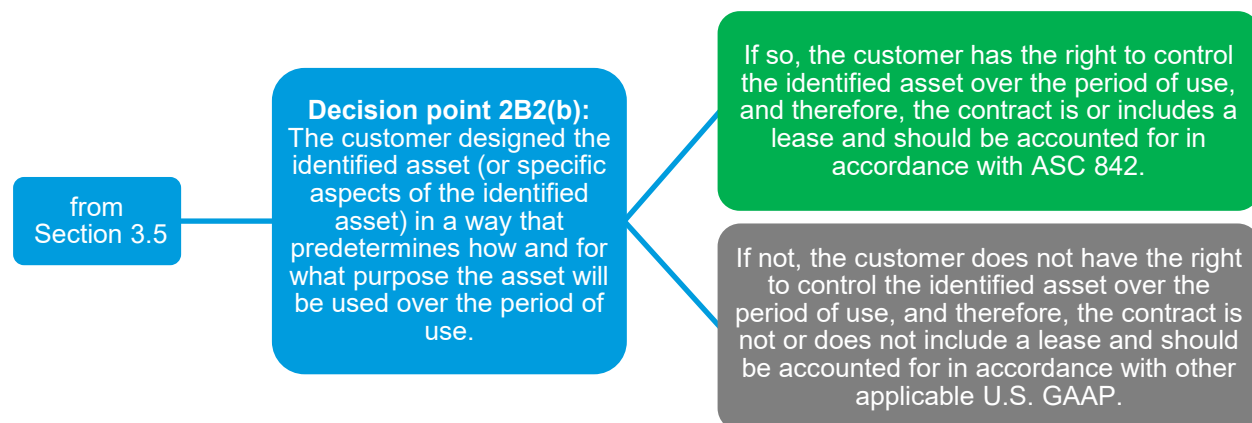 from
Section 3.5
Decision point 2B2(b):
The customer designed the
identified asset (or specific
aspects of the identified
asset) in a way that
predetermines how and for
what purpose the asset will
be used over the period of
use.
If so, the customer has the right to control
the identified asset over the period of use,
and therefore, the contract is or includes a
lease and should be accounted for in
accordance with ASC 842.
If not, the customer does not have the right
to control the identified asset over the
period of use, and therefore, the contract is
not or does not include a lease and should
be accounted for in accordance with other
applicable U.S. GAAP.